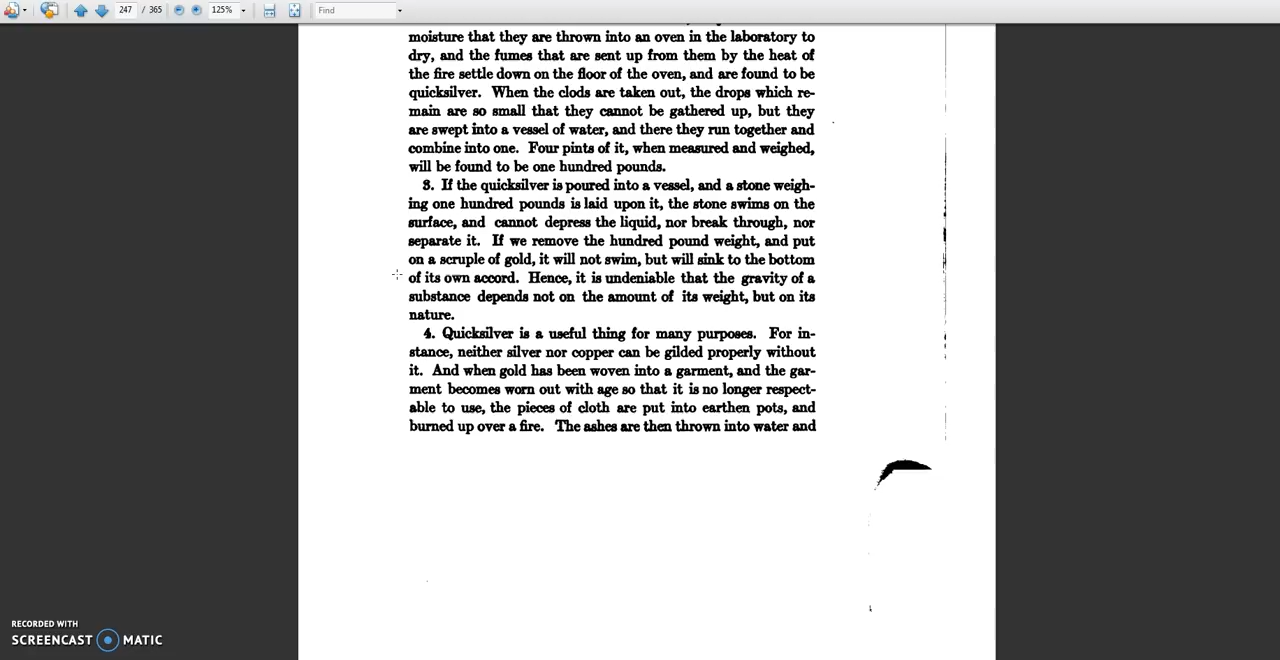 247 / 365 125% Find
moisture that they are thrown into an oven in the laboratory to
dry, and the fumes that are sent up from them by the heat of
the fire settle down on the floor of the oven, and are found to be
quicksilver. When the clods are taken out, the drops which re-
main are so small that they cannot be gathered up, but they
are swept into a vessel of water, and there they run together and
combine into one. Four pints of it, when measured and weighed,
will be found to be one hundred pounds.
3. If the quicksilver is poured into a vessel, and a stone weigh-
ing one hundred pounds is laid upon it, the stone swims on the
surface, and cannot depress the liquid, nor break through, nor
separate it. If we remove the hundred pound weight, and put
on a scruple of gold, it will not swim, but will sink to the bottom
of its own accord. Hence, it is undeniable that the gravity of a
substance depends not on the amount of its weight, but on its
nature.
4. Quicksilver is a useful thing for many purposes. For in-
stance, neither silver nor copper can be gilded properly without
it. And when gold has been woven into a garment, and the gar-
ment becomes worn out with age so that it is no longer respect-
able to use, the pieces of cloth are put into earthen pots, and
burned up over a fire. The ashes are then thrown into water and
RECORDED WITH
SCREENCAST MATIC